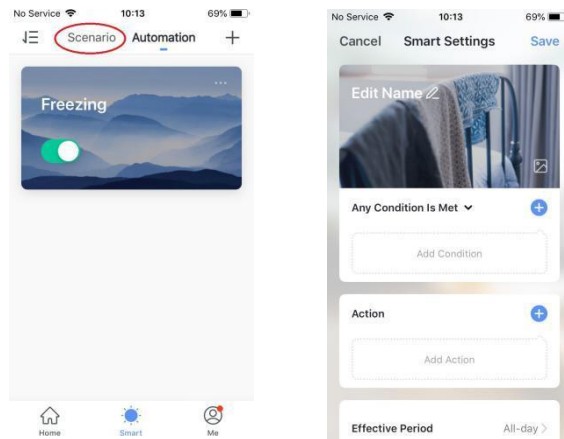 No Service 10:13 69%
Scenario Automation
Freezing
Home Smart Me
No Service 10:13 69%
Cancel Smart Settings Save
Edit Name
Any Condition Is Met
Add Condition
Action
Add Action
Effective Period All-day